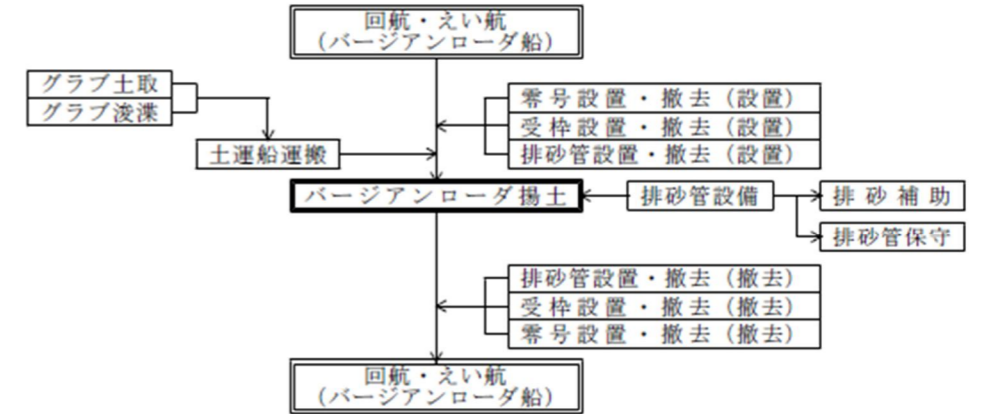 回航・えい航
(バージアンローダ船)
グラブ土取
グラブ浚渫
零号設置・撤去(設置)
受枠設置・撤去(設置)
排砂管設置・撤去(設置)
土運船運搬
バージアンローダ揚土
排砂管設備
排砂補助
排砂管保守
排砂管設置・撤去(撤去)
受枠設置・撤去(撤去)
零号設置・撤去(撤去)
回航・えい航
(バージアンローダ船)